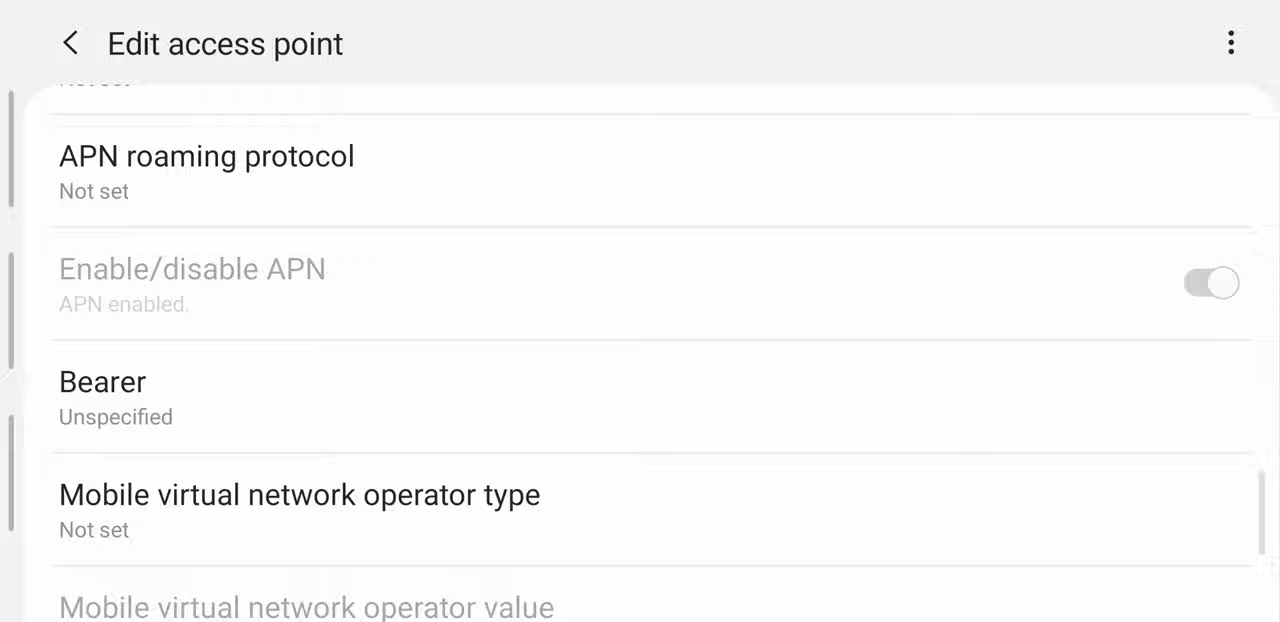 Edit access point
APN roaming protocol
Not set
Enable/disable APN
APN enabled.
Bearer
Unspecified
Mobile virtual network operator type
Not set
Mobile virtual network operator value